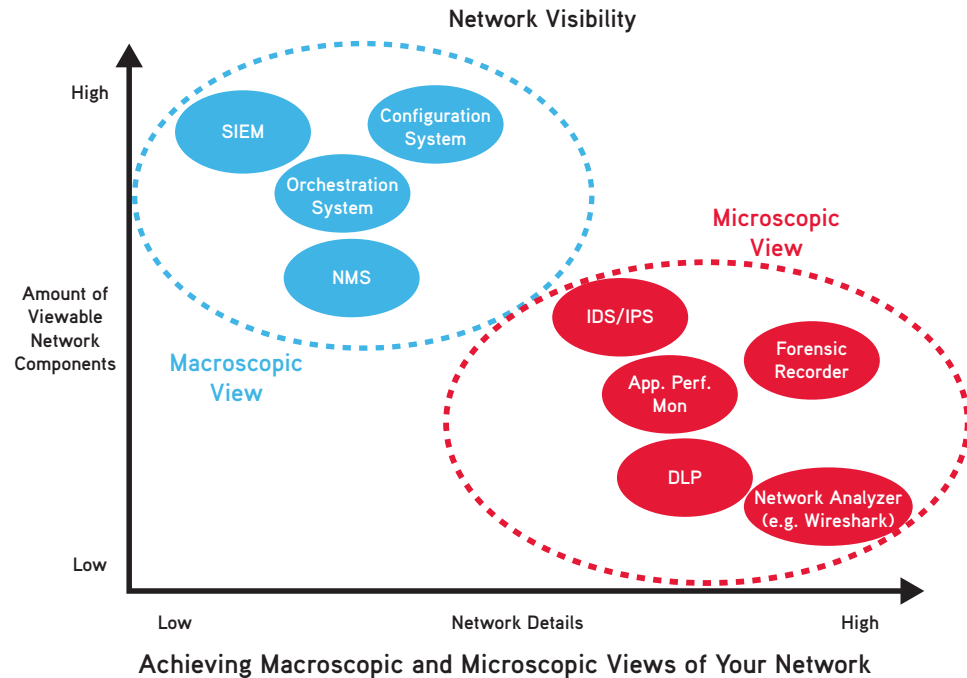 Network Visibility
High
SIEM
Configuration
System
Orchestration
System
NMS
Microscopic
View
Amount of
Viewable
Network
Components
Macroscopic
View
IDS/IPS
Forensic
Recorder
App. Perf.
Mon
DLP
Network Analyzer
(e.g. Wireshark)
Low
Low
Network Details
High
Achieving Macroscopic and Microscopic Views of Your Network